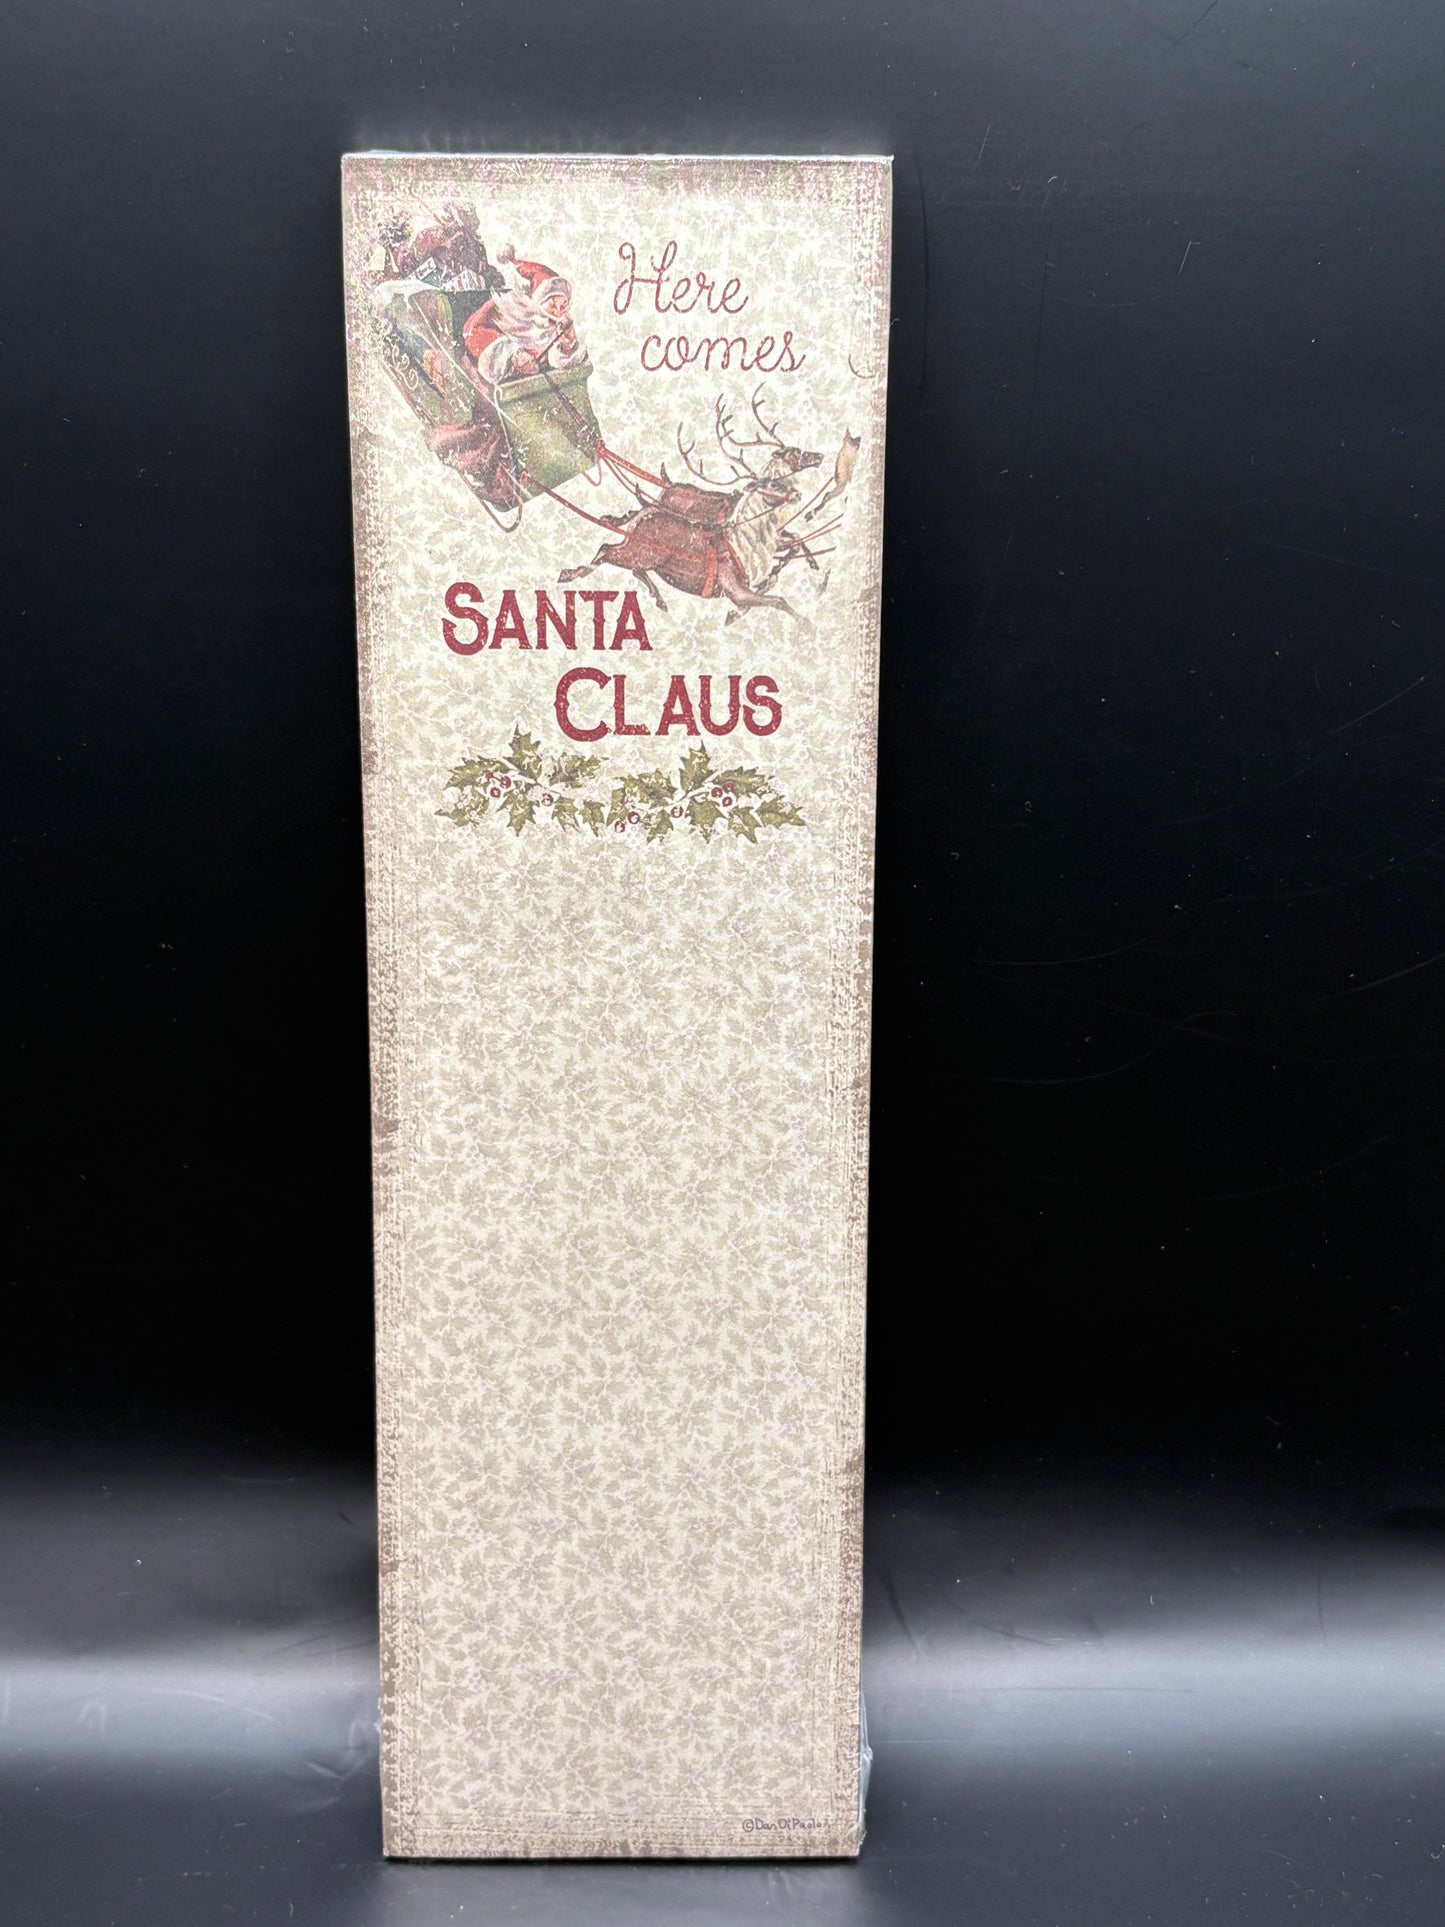 Here
comes
SANTA
CLAUS
©Dan DiPaolo